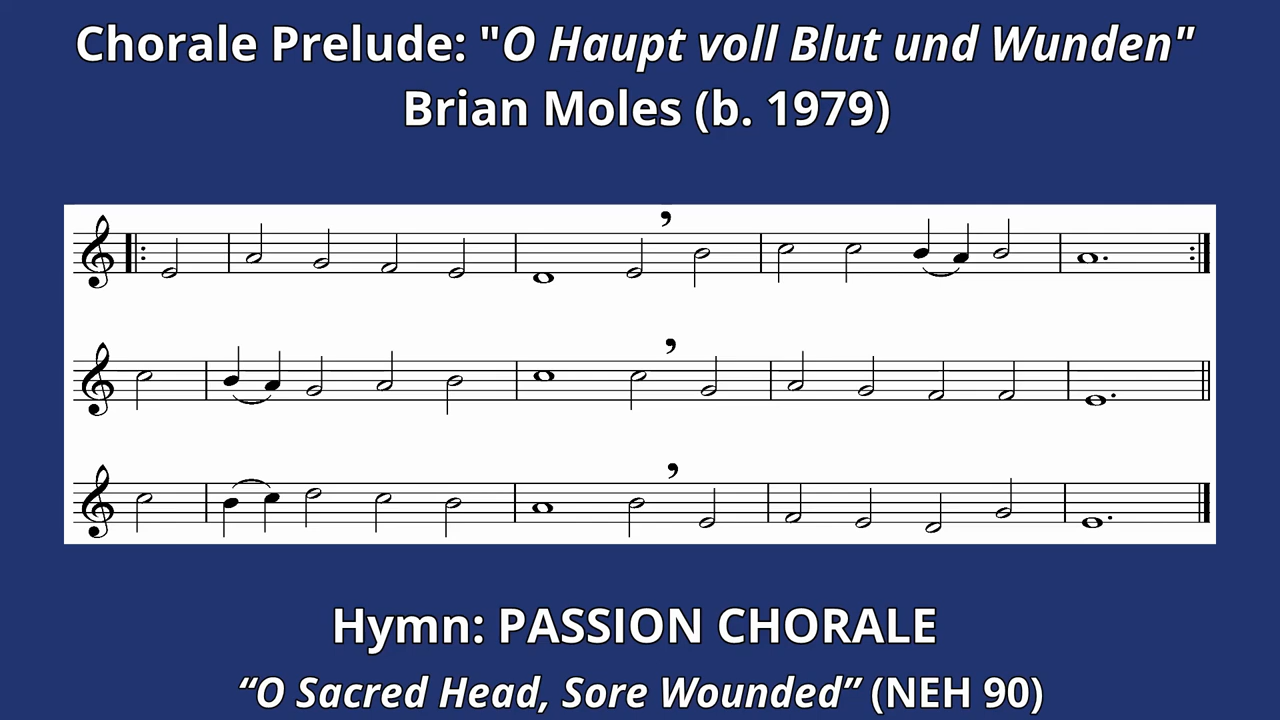 Chorale Prelude: "O Haupt voll Blut und Wunden"
Brian Moles (b. 1979)
Hymn: PASSION CHORALE
“O Sacred Head, Sore Wounded” (NEH 90)